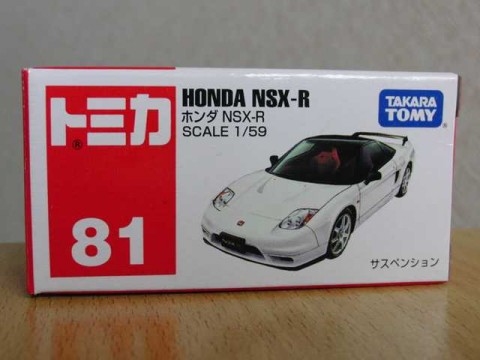 トミカ
®
81
HONDA NSX-R
ホンダ NSX-R
SCALE 1/59
TAKARA
TOMY
サスペンション